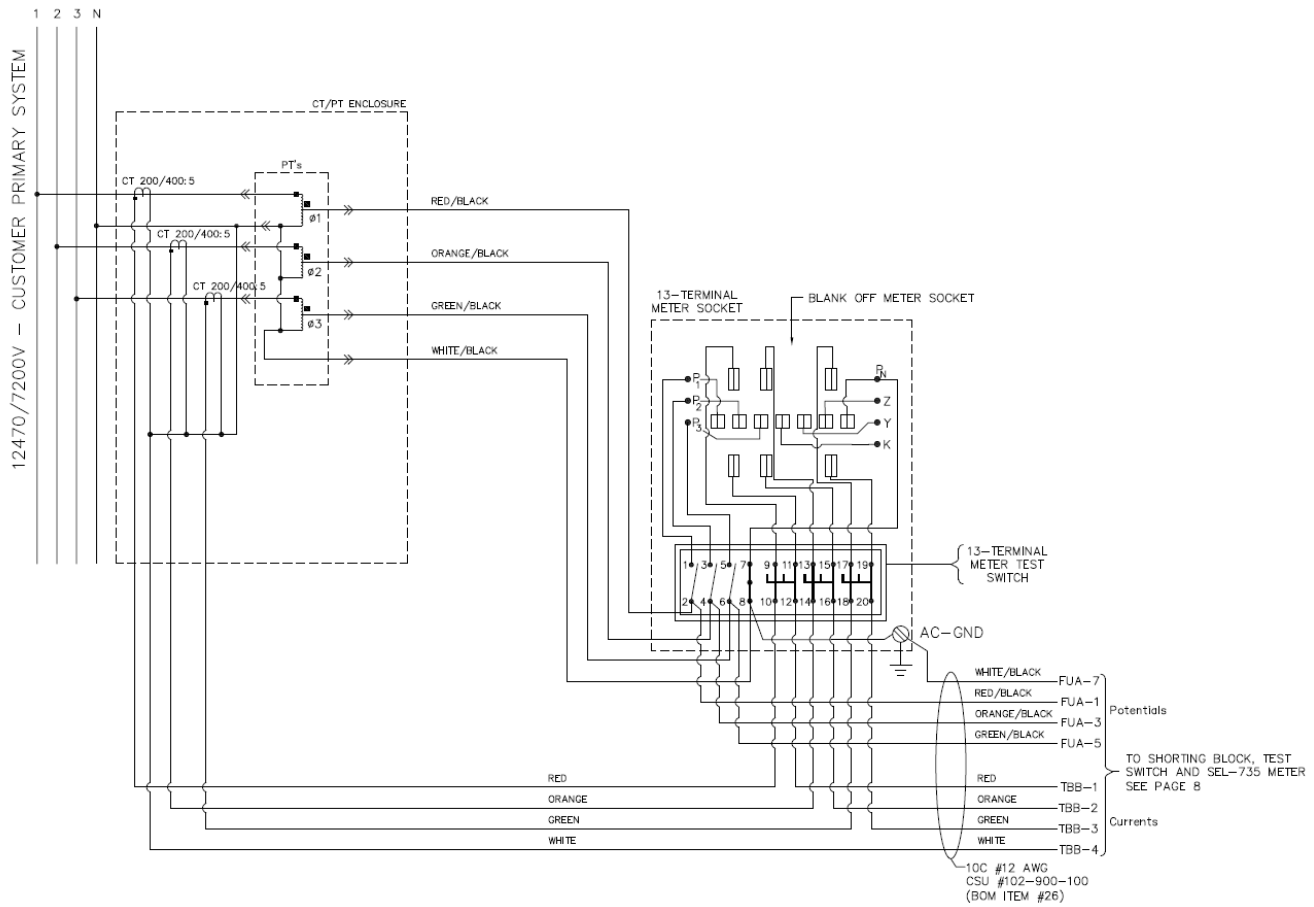 1 2 3 N
12470/7200V – CUSTOMER PRIMARY SYSTEM
CT/PT ENCLOSURE
PT's
CT 200/400:5
ø1
CT 200/400:5
ø2
CT 200/400:5
ø3
RED/BLACK
ORANGE/BLACK
GREEN/BLACK
WHITE/BLACK
13–TERMINAL
METER SOCKET
BLANK OFF METER SOCKET
P1
P2
P3
PN
Z
Y
K
1 3 5 7 9 11 13 15 17 19
2 4 6 8 10 12 14 16 18 20
13–TERMINAL
METER TEST
SWITCH
AC–GND
WHITE/BLACK
FUA–7
RED/BLACK
FUA–1
ORANGE/BLACK
FUA–3
GREEN/BLACK
FUA–5
Potentials
TO SHORTING BLOCK, TEST
SWITCH AND SEL–735 METER
SEE PAGE 8
RED
RED
TBB–1
ORANGE
ORANGE
TBB–2
GREEN
GREEN
TBB–3
WHITE
WHITE
TBB–4
Currents
10C #12 AWG
CSU #102–900–100
(BOM ITEM #26)